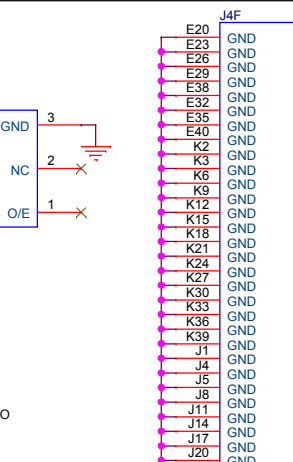 J4F
E20 GND
E23 GND
E26 GND
E29 GND
E38 GND
E32 GND
E35 GND
E40 GND
K2 GND
K3 GND
K6 GND
K9 GND
K12 GND
K15 GND
K18 GND
K21 GND
K24 GND
K27 GND
K30 GND
K33 GND
K36 GND
K39 GND
J1 GND
J4 GND
J5 GND
J8 GND
J11 GND
J14 GND
J17 GND
J20 GND
GND 3
NC 2
O/E 1
O